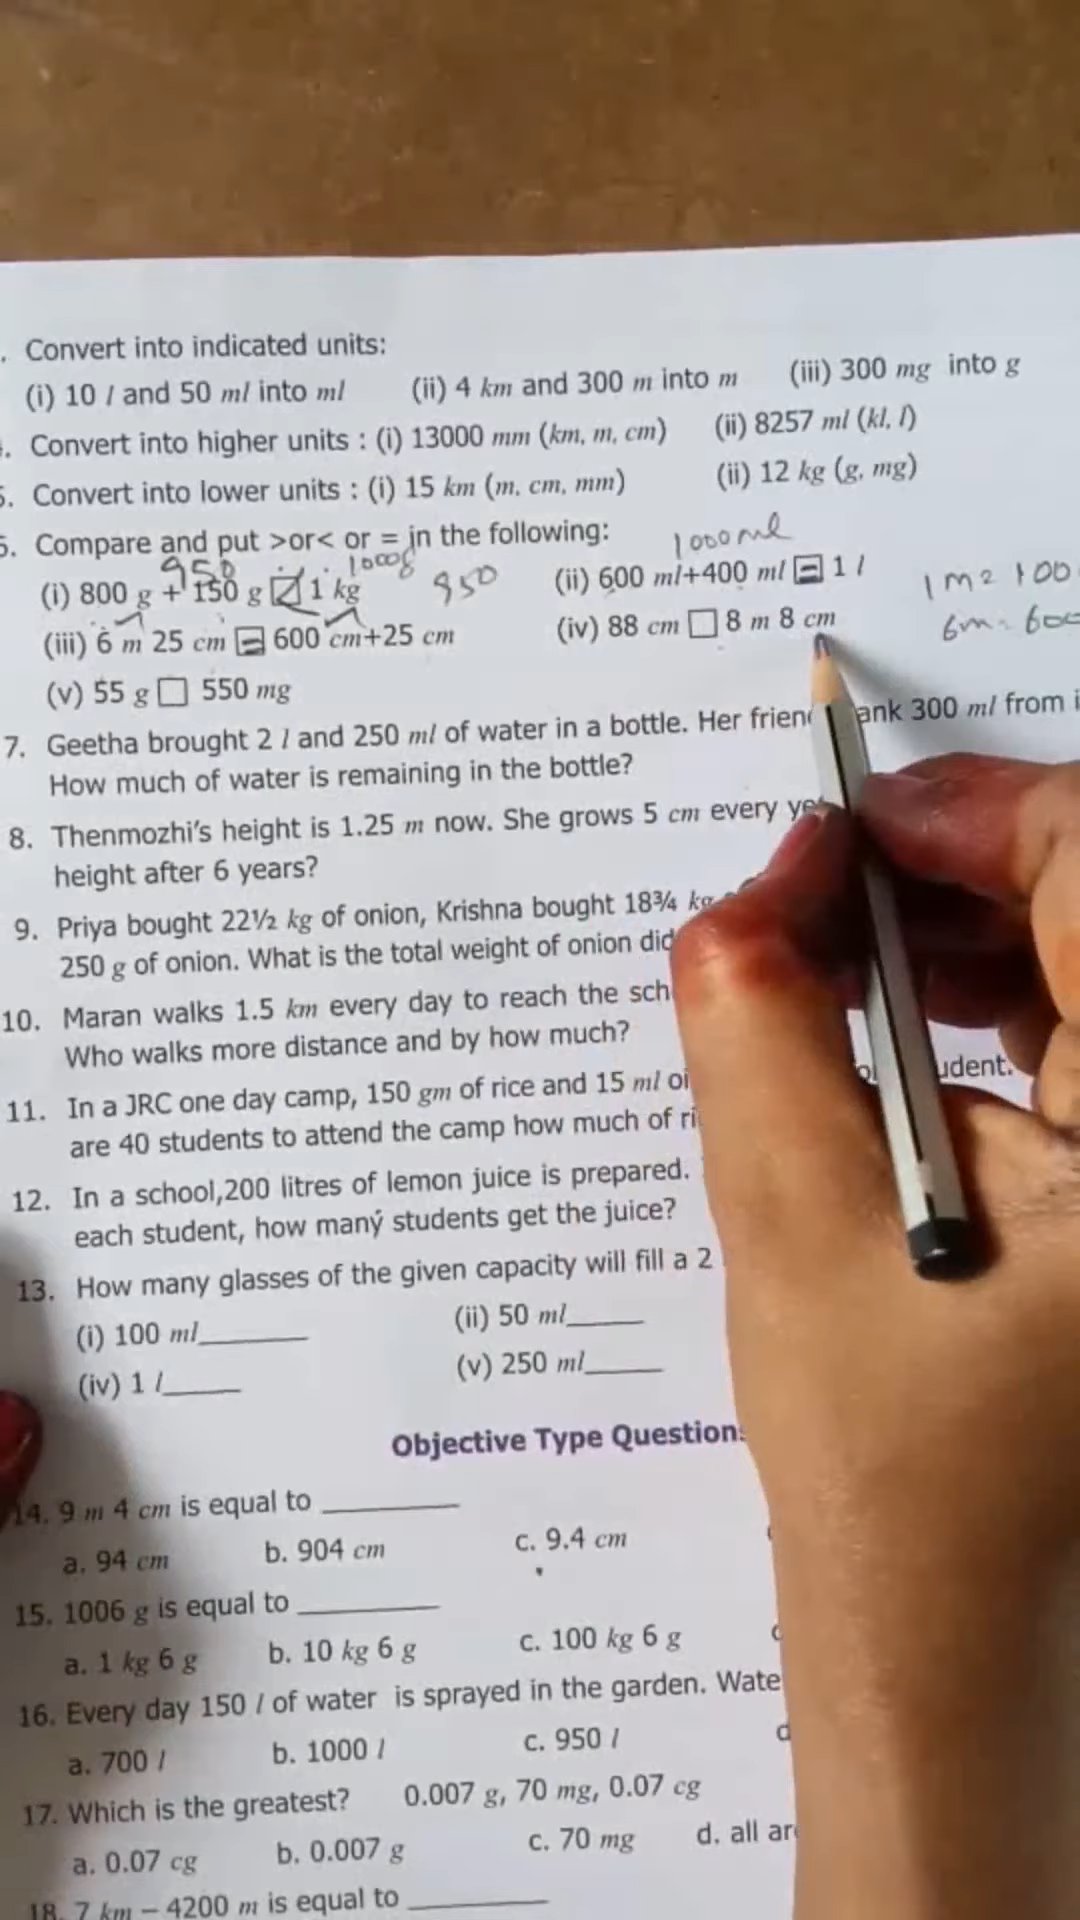 . Convert into indicated units:
(i) 10 l and 50 ml into ml (ii) 4 km and 300 m into m (iii) 300 mg into g
. Convert into higher units : (i) 13000 mm (km, m, cm) (ii) 8257 ml (kl, l)
5. Convert into lower units : (i) 15 km (m, cm, mm) (ii) 12 kg (g, mg)
. Compare and put >or< or = in the following:
950 1000g 950 1000 ml
(i) 800 g + 150 g < 1 kg (ii) 600 ml+400 ml = 1 l
1 m = 100
(iii) 6 m 25 cm = 600 cm+25 cm (iv) 88 cm □ 8 m 8 cm
6m = 600
(v) 55 g □ 550 mg
7. Geetha brought 2 l and 250 ml of water in a bottle. Her 300 ml from
How much of water is remaining in the bottle?
8. Thenmozhi's height is 1.25 m now. She grows 5 cm every
height after 6 years?
9. Priya bought 22½ kg of onion, Krishna bought 18¾ kg
250 g of onion. What is the total weight of onion did
10. Maran walks 1.5 km every day to reach the
Who walks more distance and by how much?
11. In a JRC one day camp, 150 gm of rice and 15 ml
are 40 students to attend the camp how much of
12. In a school,200 litres of lemon juice is prepared.
each student, how many students get the juice?
13. How many glasses of the given capacity will fill a 2
(i) 100 ml______ (ii) 50 ml______
(iv) 1 l______ (v) 250 ml______
Objective Type Question
14. 9 m 4 cm is equal to ______
a. 94 cm b. 904 cm c. 9.4 cm
15. 1006 g is equal to ______
a. 1 kg 6 g b. 10 kg 6 g c. 100 kg 6 g
16. Every day 150 l of water is sprayed in the garden.
a. 700 l b. 1000 l c. 950 l d
17. Which is the greatest? 0.007 g, 70 mg, 0.07 cg
a. 0.07 cg b. 0.007 g c. 70 mg d. all
18. 7 km – 4200 m is equal to ______